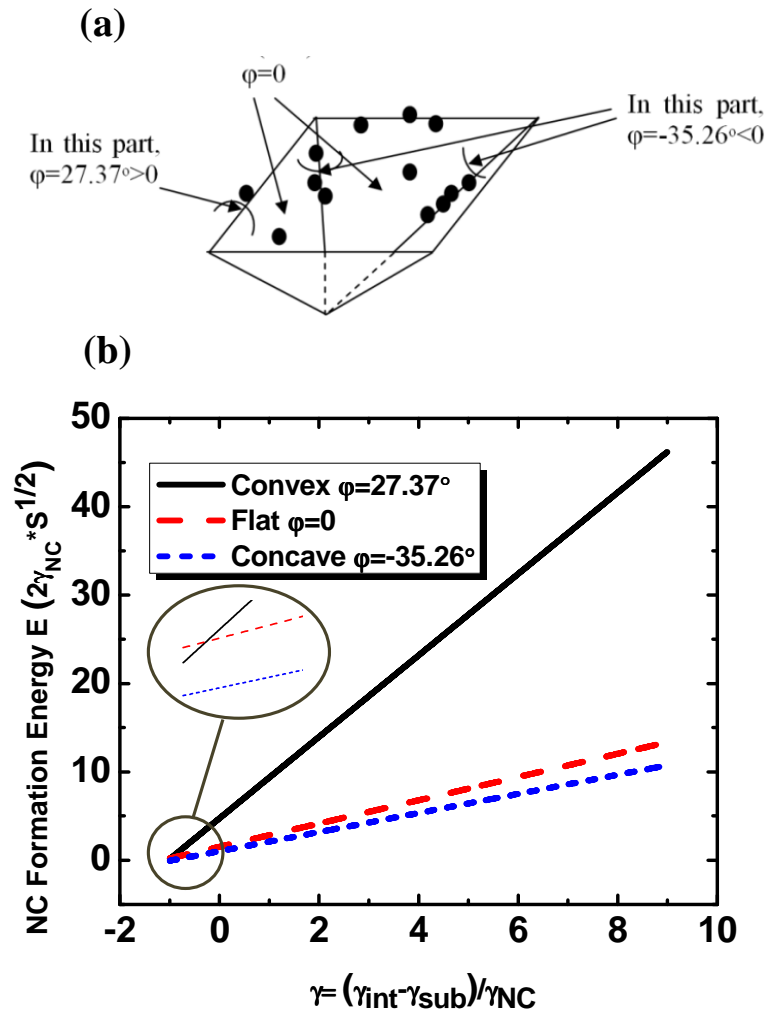 (a)
φ=0
In this part,
φ=-35.26°<0
In this part,
φ=27.37°>0
(b)
50
40
30
20
10
0
-2
0
2
4
6
8
10
NC Formation Energy E (2γNC*S1/2)
Convex φ=27.37°
Flat φ=0
Concave φ=-35.26°
γ= (γint-γsub)/γNC